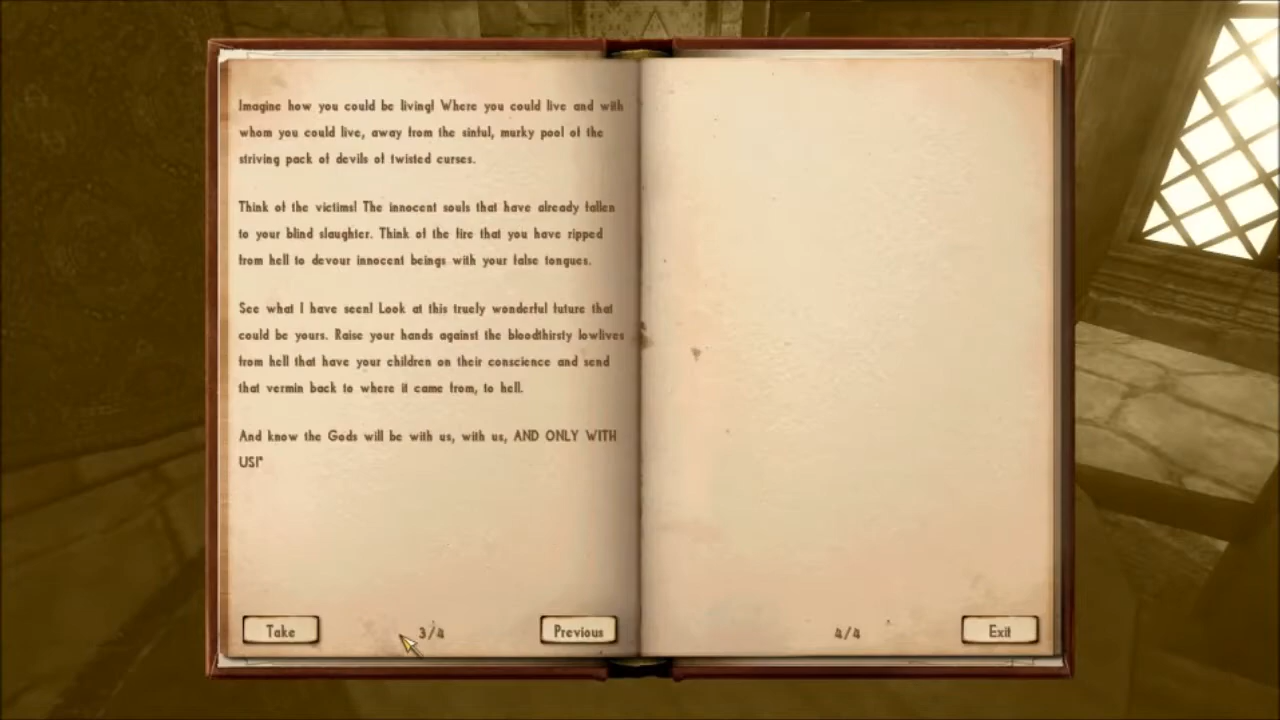 Imagine how you could be living! Where you could live and with
whom you could live, away from the sinful, murky pool of the
striving pack of devils of twisted curses.
Think of the victims! The innocent souls that have already fallen
to your blind slaughter. Think of the fire that you have ripped
from hell to devour innocent beings with your false tongues.
See what I have seen! Look at this truely wonderful future that
could be yours. Raise your hands against the bloodthirsty lowlives
from hell that have your children on their conscience and send
that vermin back to where it came from, to hell.
And know the Gods will be with us, with us, AND ONLY WITH
US!"
Take
3/4
Previous
4/4
Exit